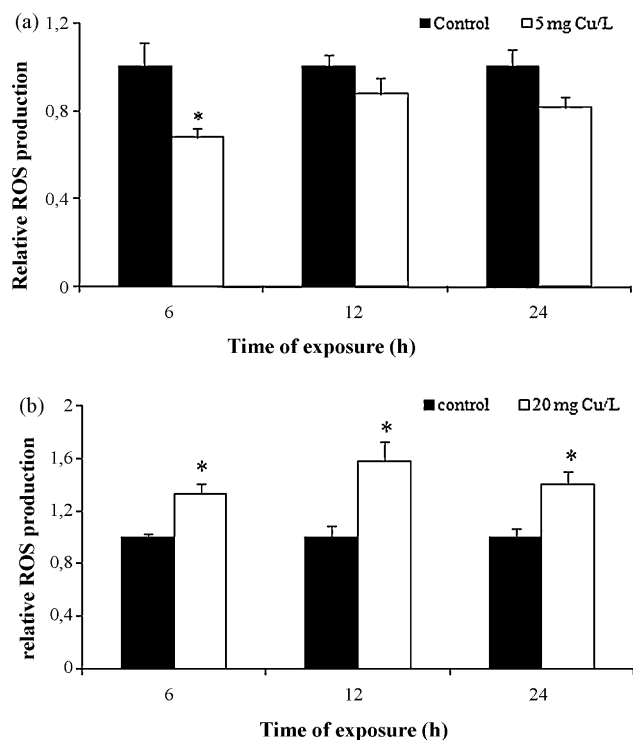 (a)
1,2
Control
5 mg Cu/L
0,8
*
0,4
0
Relative ROS production
6
12
24
Time of exposure (h)
(b)
2
control
20 mg Cu/L
*
*
*
1,6
1,2
0,8
0,4
0
relative ROS production
6
12
24
Time of exposure (h)